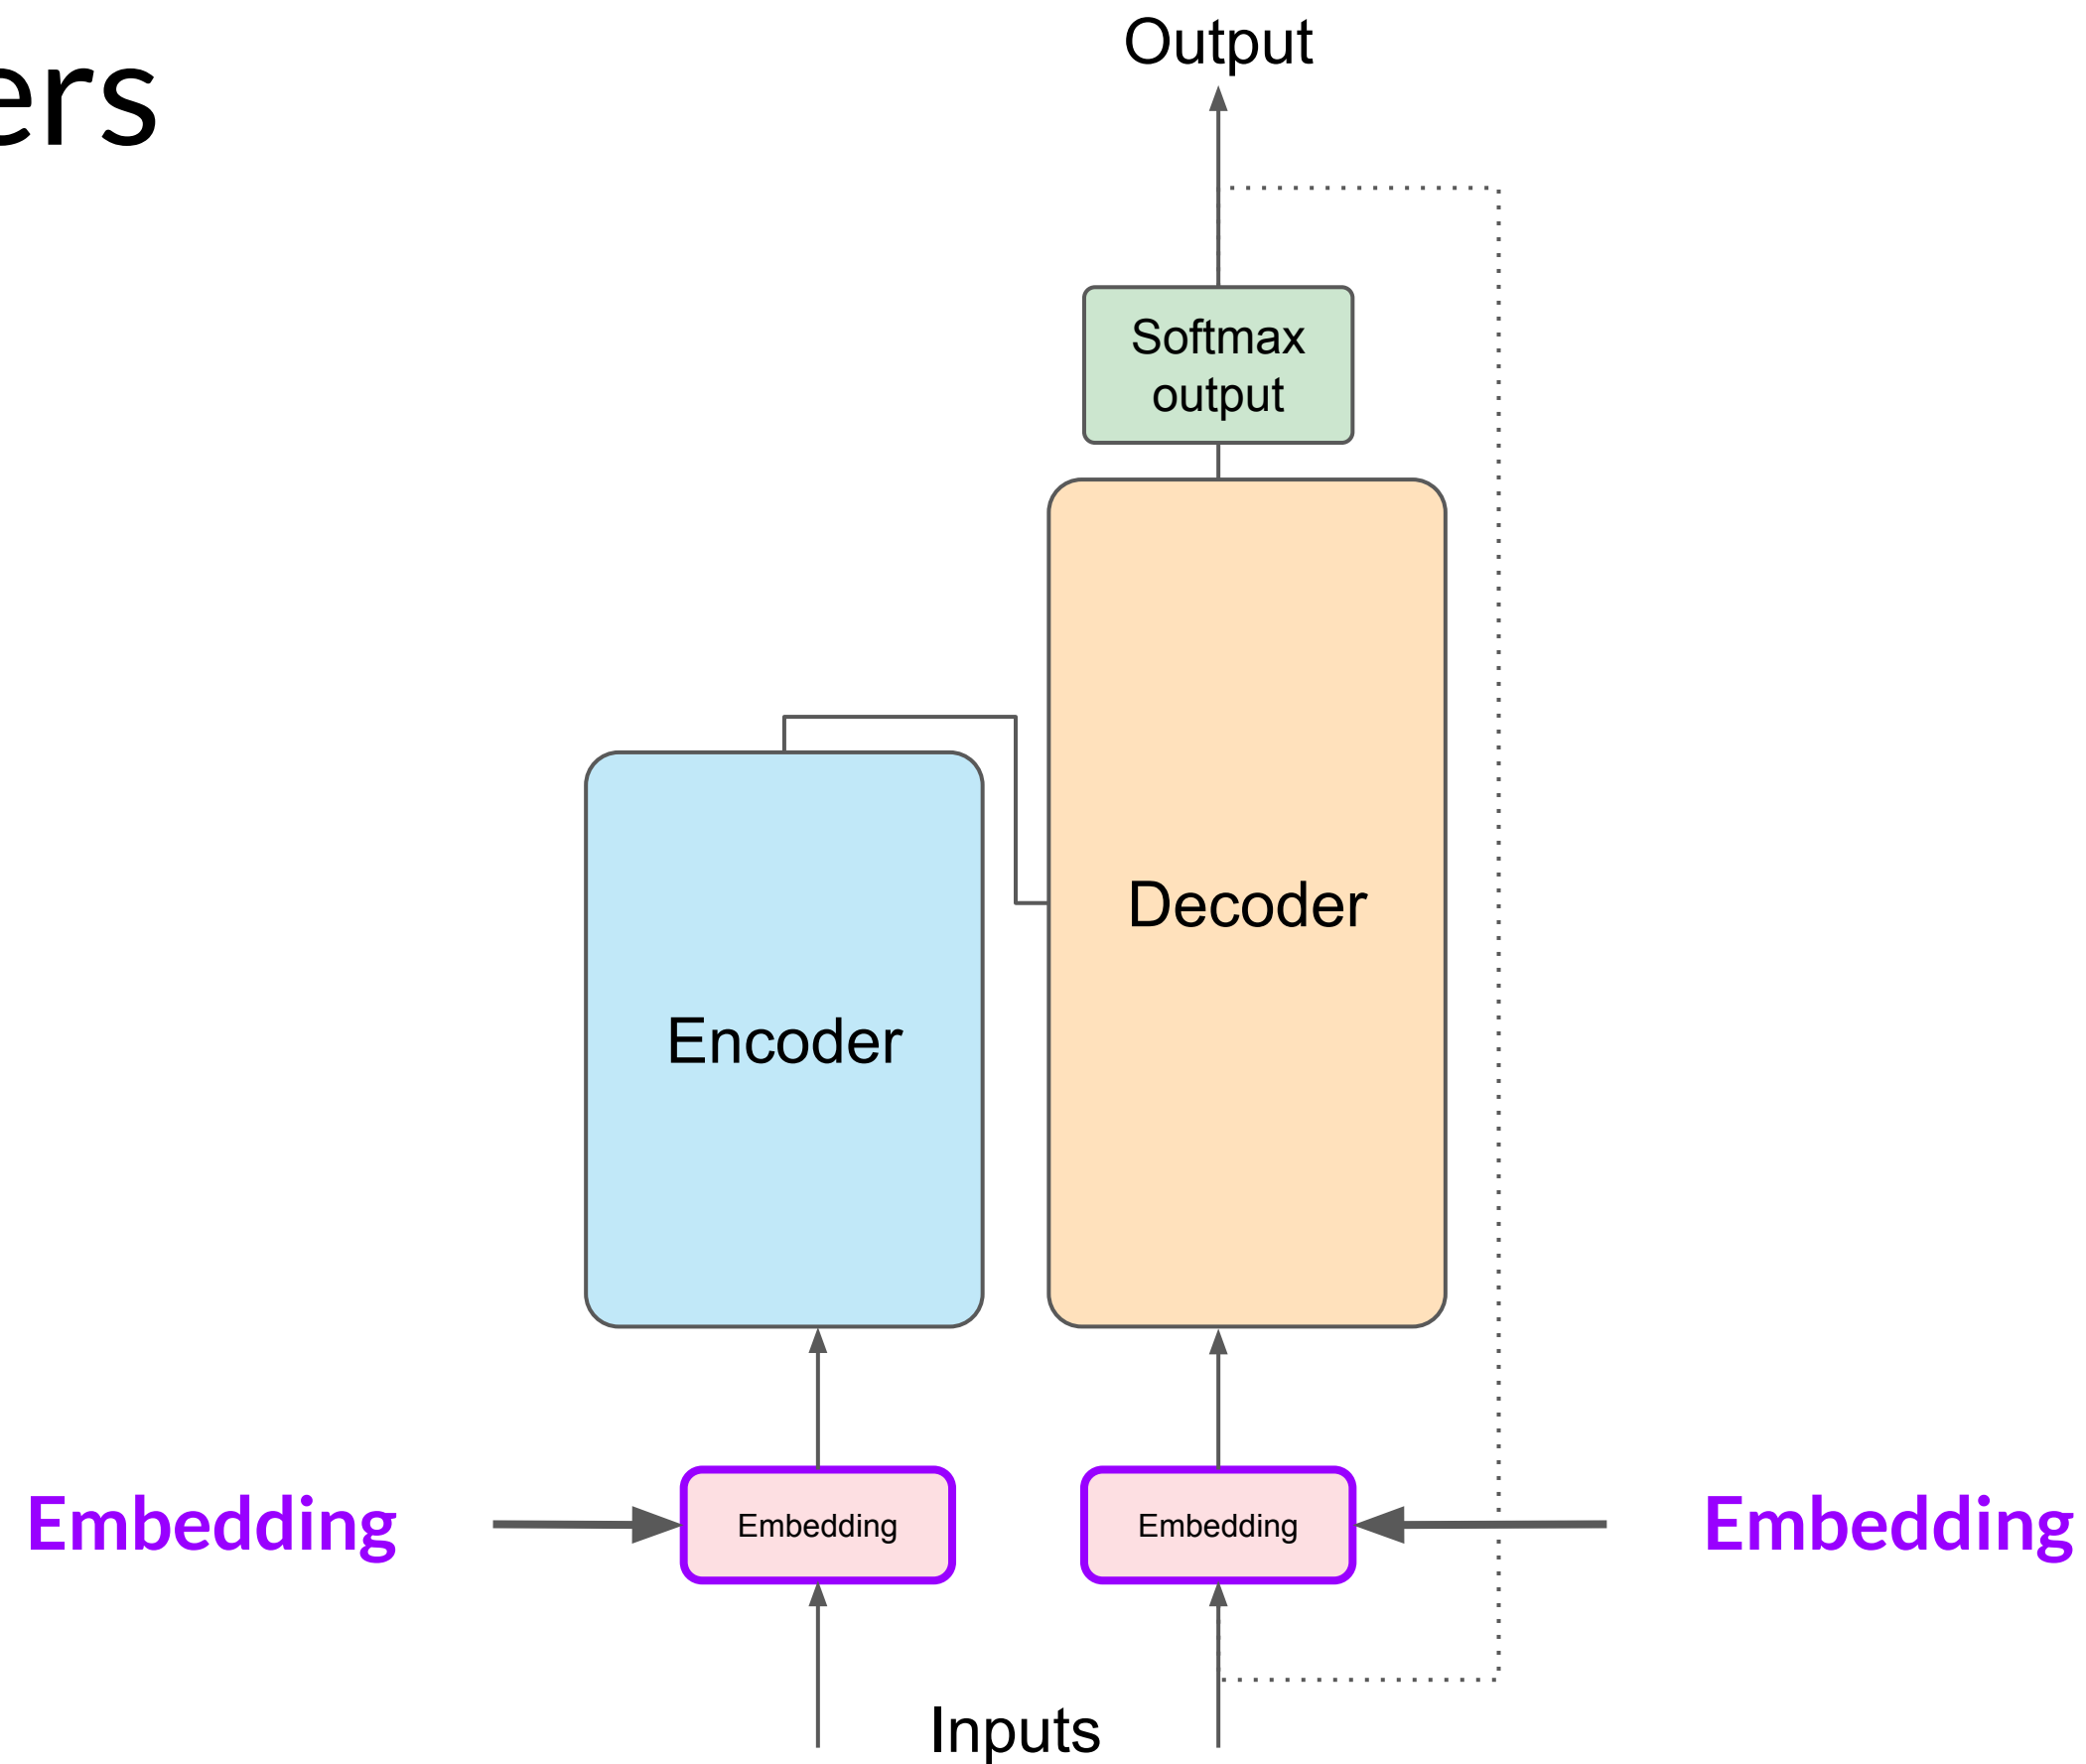 ers
Output
Softmax
output
Decoder
Encoder
Embedding
Embedding
Embedding
Embedding
Inputs